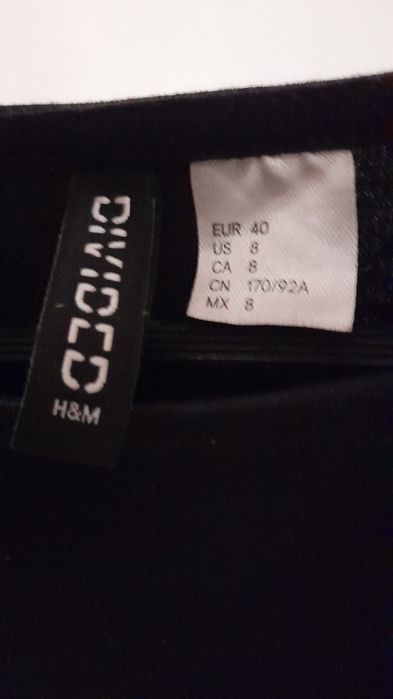 DIVIDED
H&M
EUR 40
US 8
CA 8
CN 170/92A
MX 8